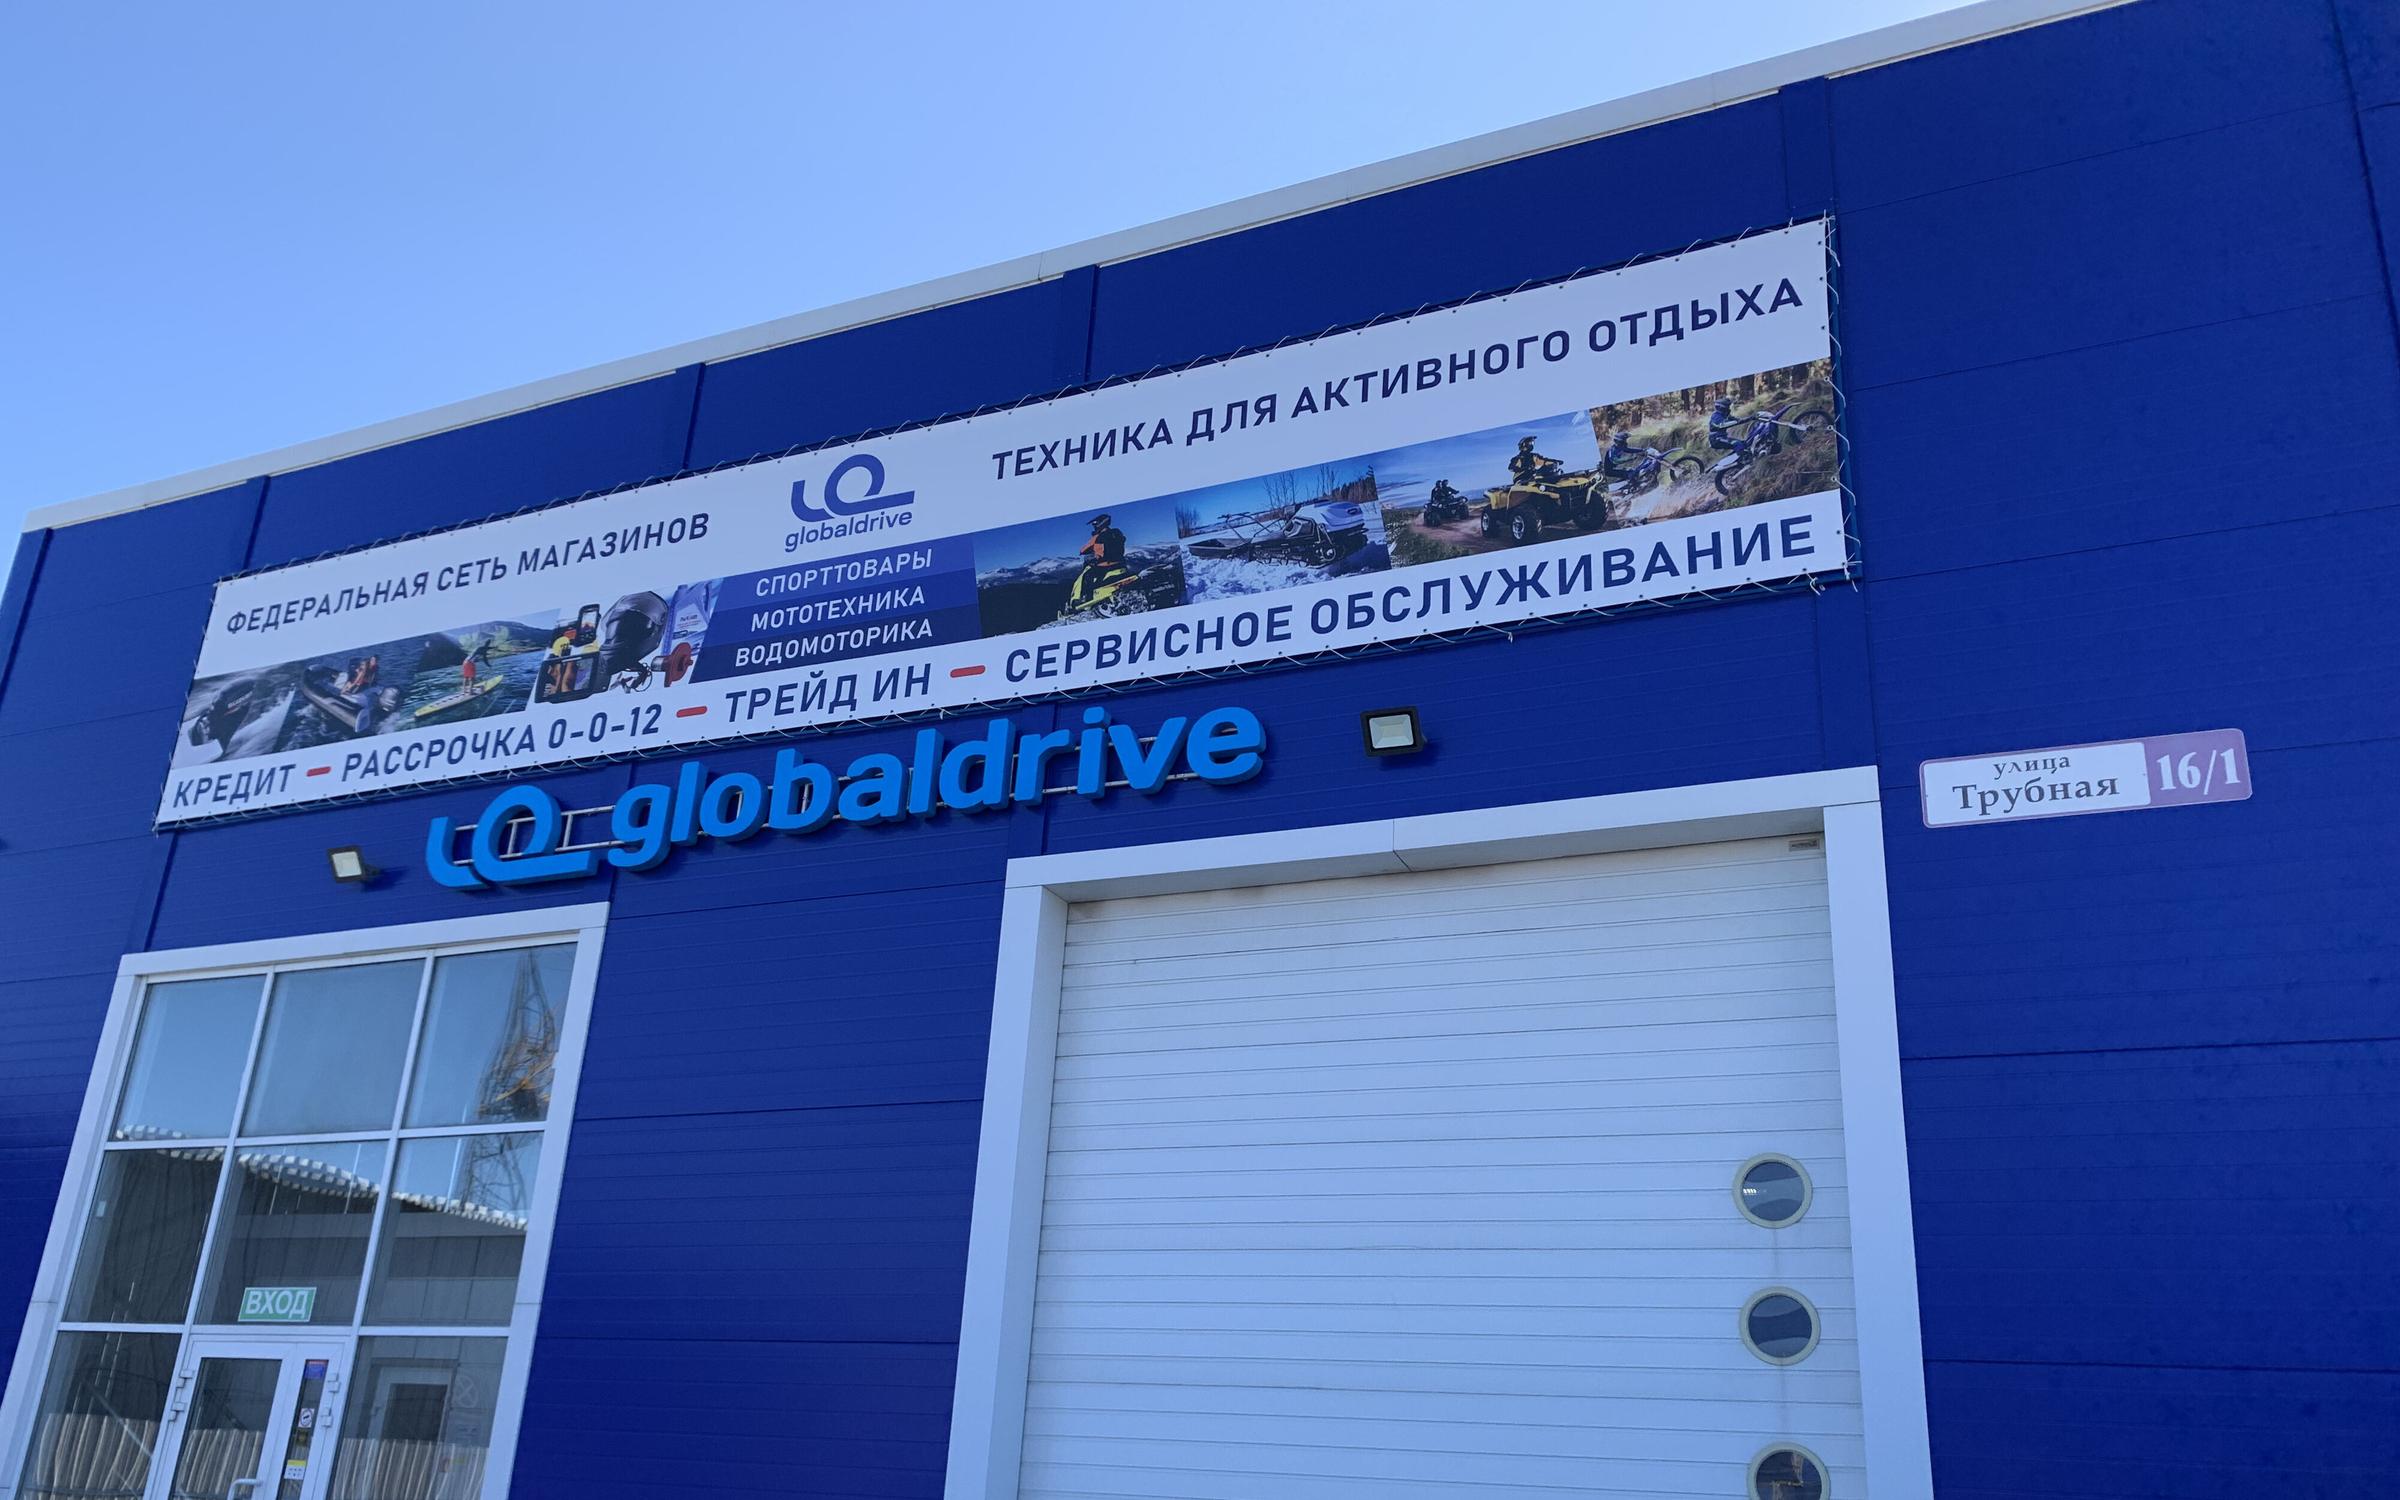 ФЕДЕРАЛЬНАЯ СЕТЬ МАГАЗИНОВ
globaldrive
ТЕХНИКА ДЛЯ АКТИВНОГО ОТДЫХА
СПОРТТОВАРЫ
МОТОТЕХНИКА
ВОДОМОТОРИКА
КРЕДИТ – РАССРОЧКА 0-0-12 – ТРЕЙД ИН – СЕРВИСНОЕ ОБСЛУЖИВАНИЕ
globaldrive
улица
Трубная
16/1
ВХОД